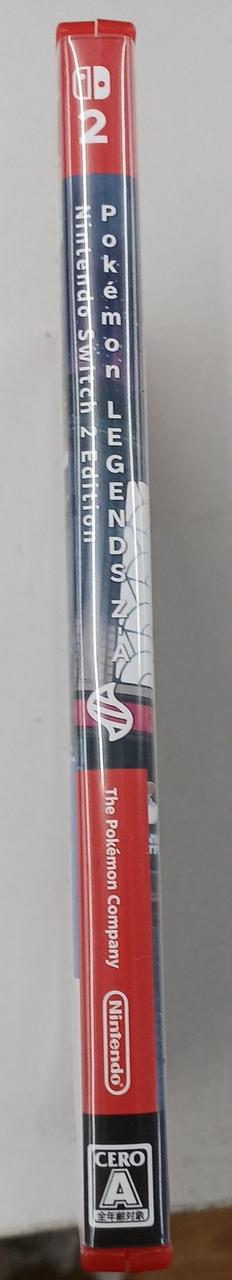 2
Pokémon LEGENDS Z-A
Nintendo Switch 2 Edition
The Pokémon Company
Nintendo
CERO
A
全年齢対象